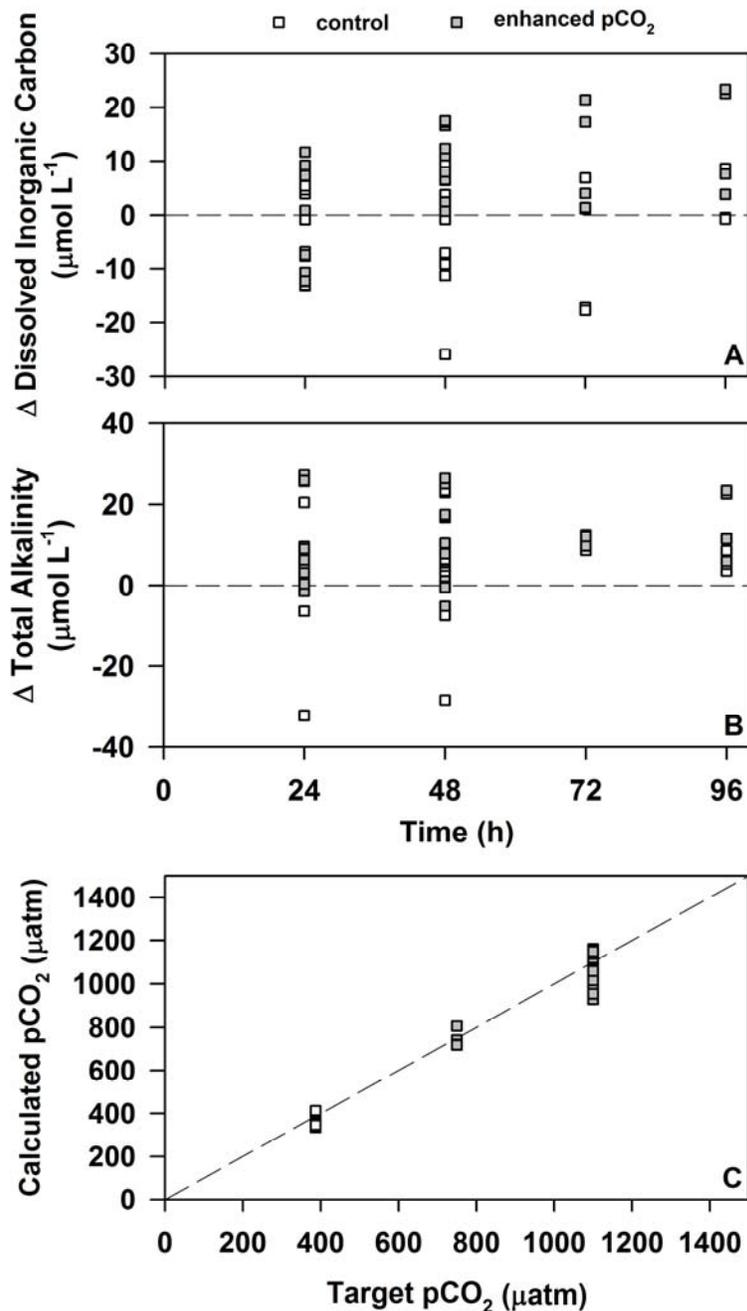 control enhanced pCO₂
Δ Dissolved Inorganic Carbon
(μmol L⁻¹)
30
20
10
0
-10
-20
-30
A
Δ Total Alkalinity
(μmol L⁻¹)
40
20
0
-20
-40
B
0 24 48 72 96
Time (h)
Calculated pCO₂ (μatm)
1400
1200
1000
800
600
400
200
0
C
0 200 400 600 800 1000 1200 1400
Target pCO₂ (μatm)